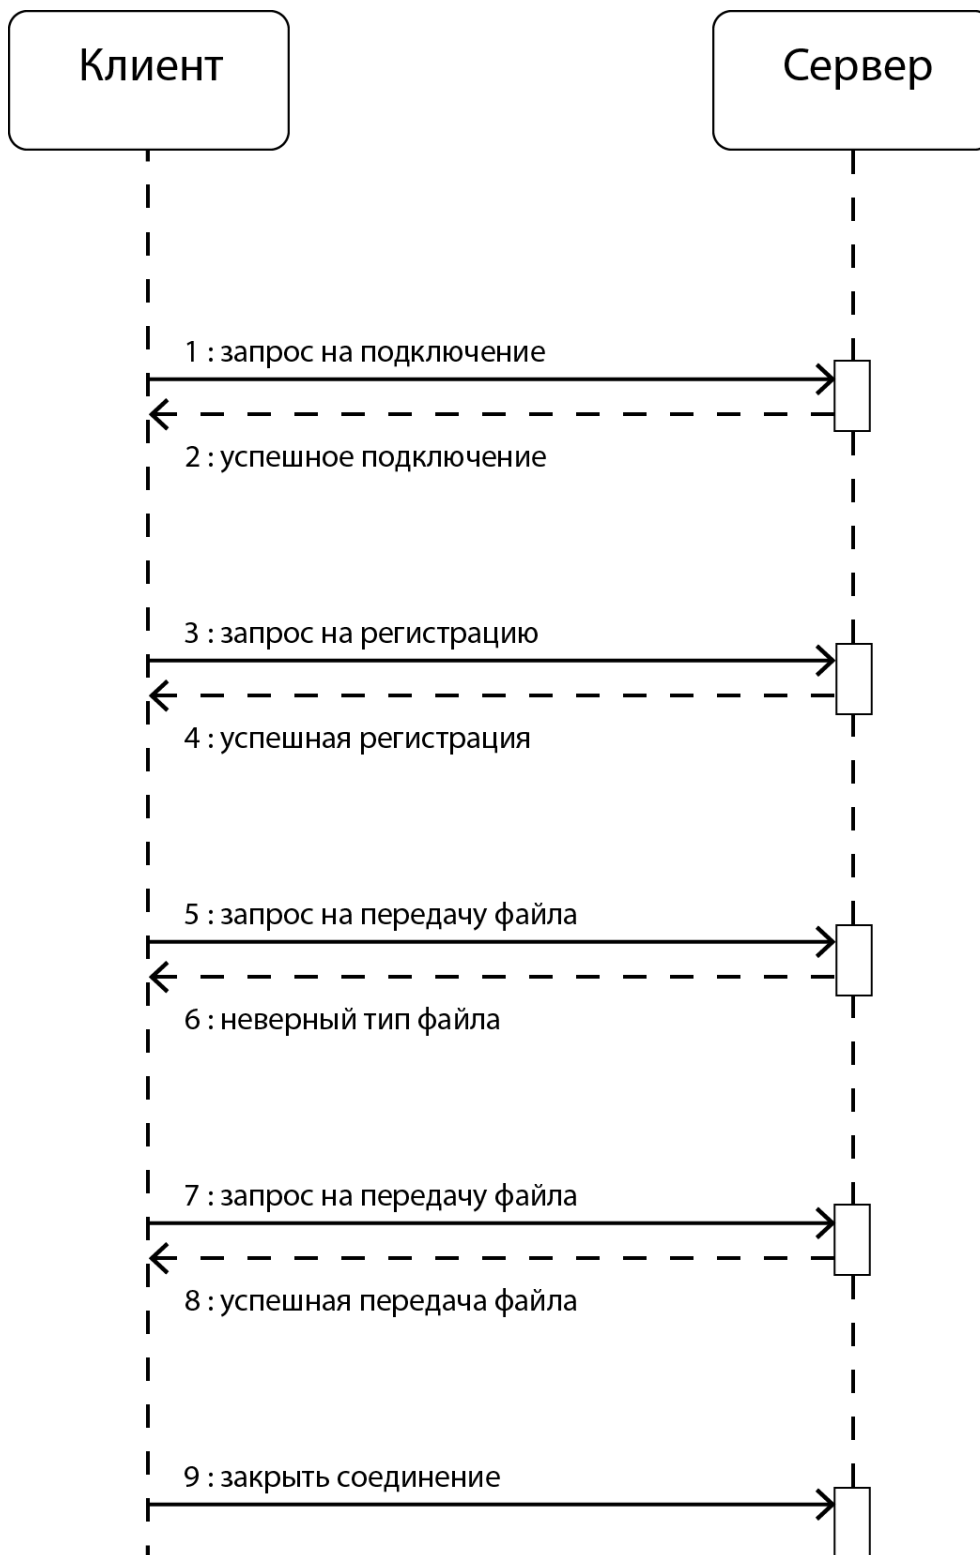 Клиент
Сервер
1 : запрос на подключение
2 : успешное подключение
3 : запрос на регистрацию
4 : успешная регистрация
5 : запрос на передачу файла
6 : неверный тип файла
7 : запрос на передачу файла
8 : успешная передача файла
9 : закрыть соединение